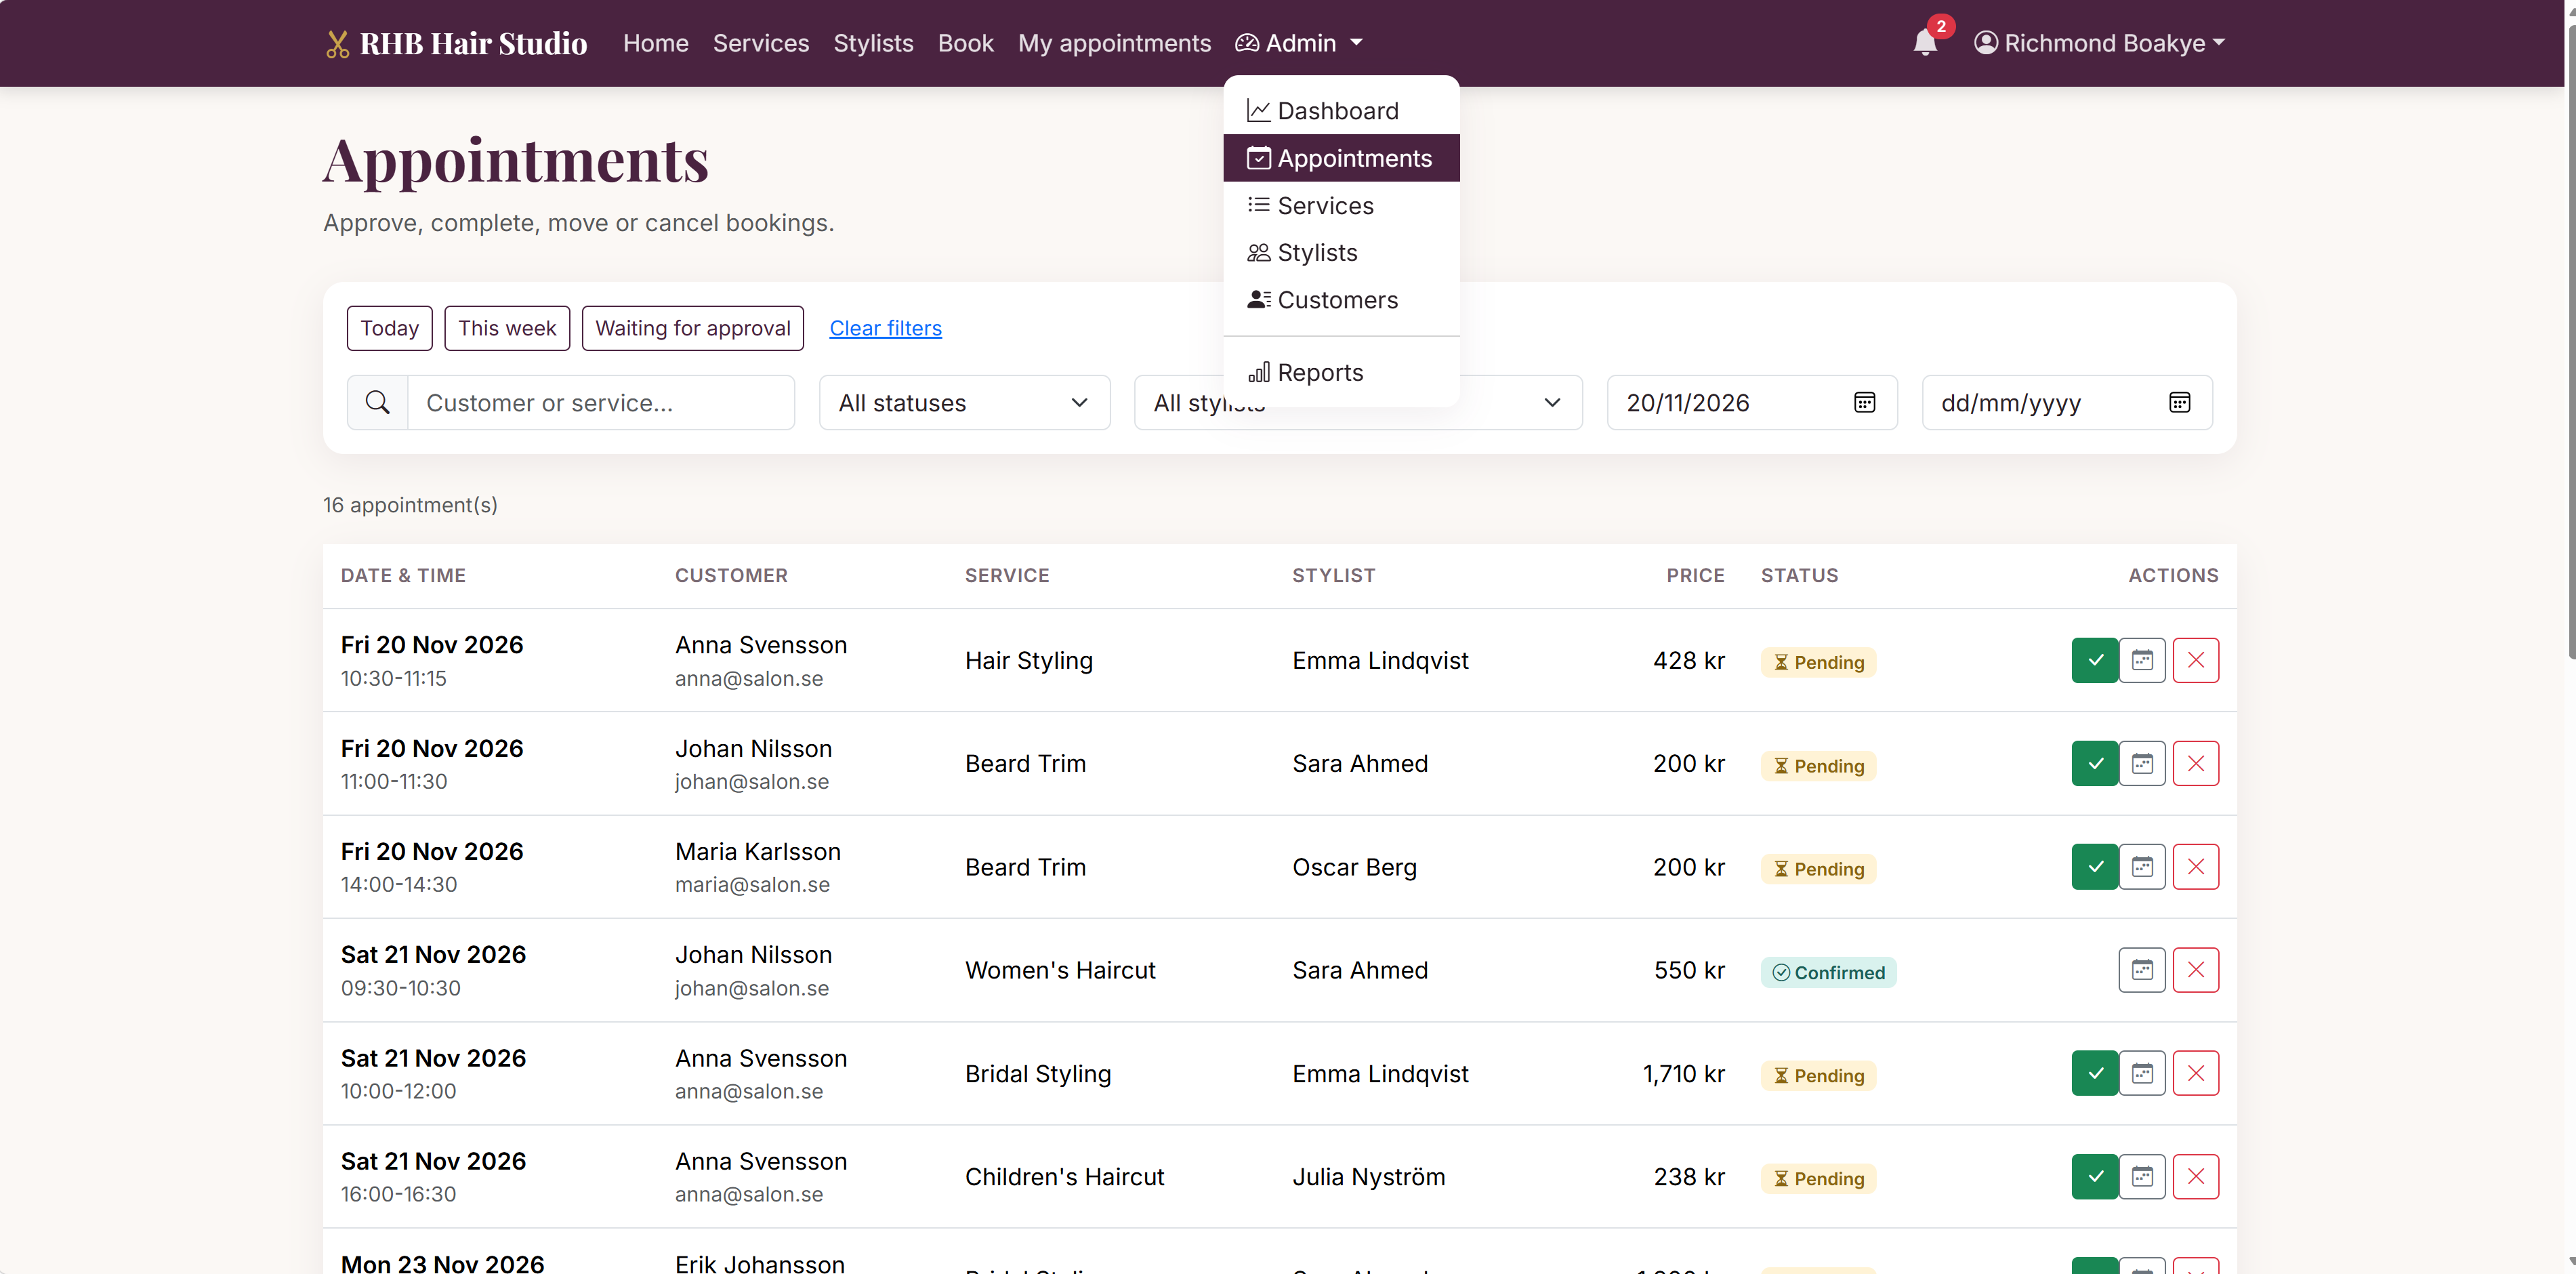 RHB Hair Studio Home Services Stylists Book My appointments Admin 2 Richmond Boakye
Dashboard
Appointments
Services
Stylists
Customers
Reports
Appointments
Approve, complete, move or cancel bookings.
Today This week Waiting for approval Clear filters
Customer or service... All statuses All stylists 20/11/2026 dd/mm/yyyy
16 appointment(s)
DATE & TIME CUSTOMER SERVICE STYLIST PRICE STATUS ACTIONS
Fri 20 Nov 2026 Anna Svensson Hair Styling Emma Lindqvist 428 kr Pending
10:30-11:15 anna@salon.se
Fri 20 Nov 2026 Johan Nilsson Beard Trim Sara Ahmed 200 kr Pending
11:00-11:30 johan@salon.se
Fri 20 Nov 2026 Maria Karlsson Beard Trim Oscar Berg 200 kr Pending
14:00-14:30 maria@salon.se
Sat 21 Nov 2026 Johan Nilsson Women's Haircut Sara Ahmed 550 kr Confirmed
09:30-10:30 johan@salon.se
Sat 21 Nov 2026 Anna Svensson Bridal Styling Emma Lindqvist 1,710 kr Pending
10:00-12:00 anna@salon.se
Sat 21 Nov 2026 Anna Svensson Children's Haircut Julia Nyström 238 kr Pending
16:00-16:30 anna@salon.se
Mon 23 Nov 2026 Erik Johansson